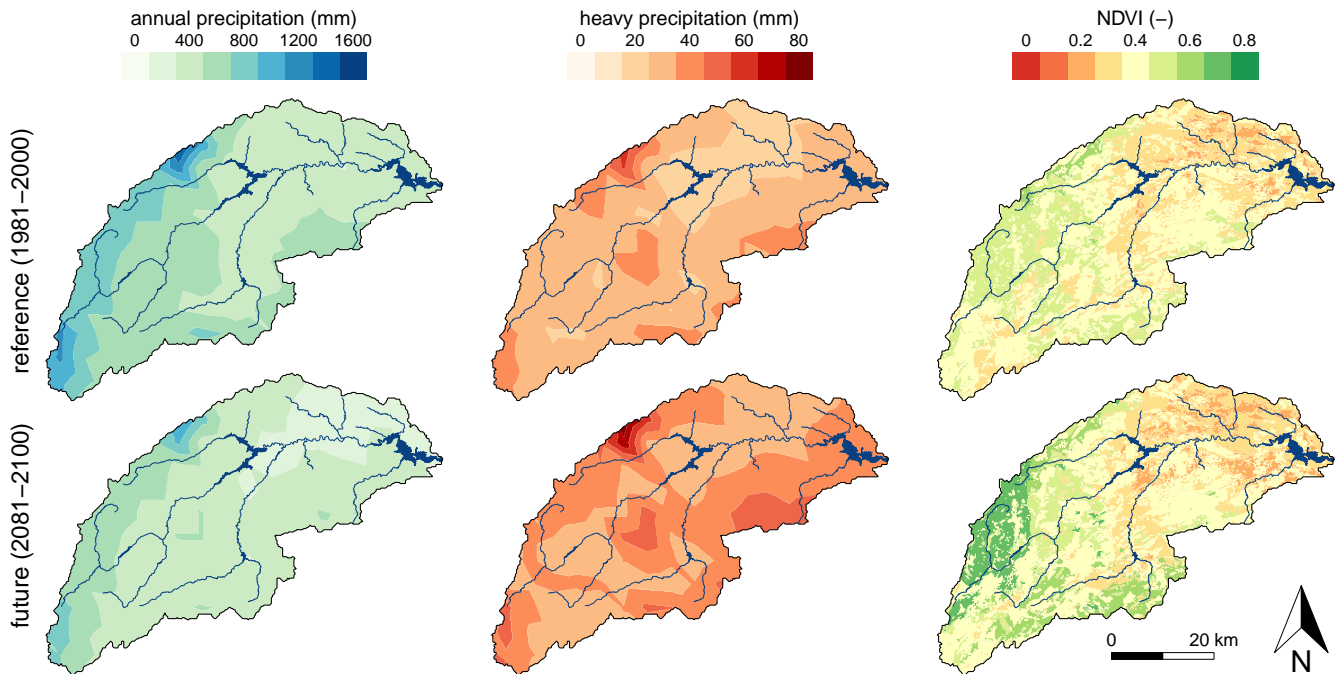 annual precipitation (mm)
0 400 800 1200 1600
heavy precipitation (mm)
0 20 40 60 80
NDVI (−)
0 0.2 0.4 0.6 0.8
reference (1981−2000)
future (2081−2100)
0 20 km
N